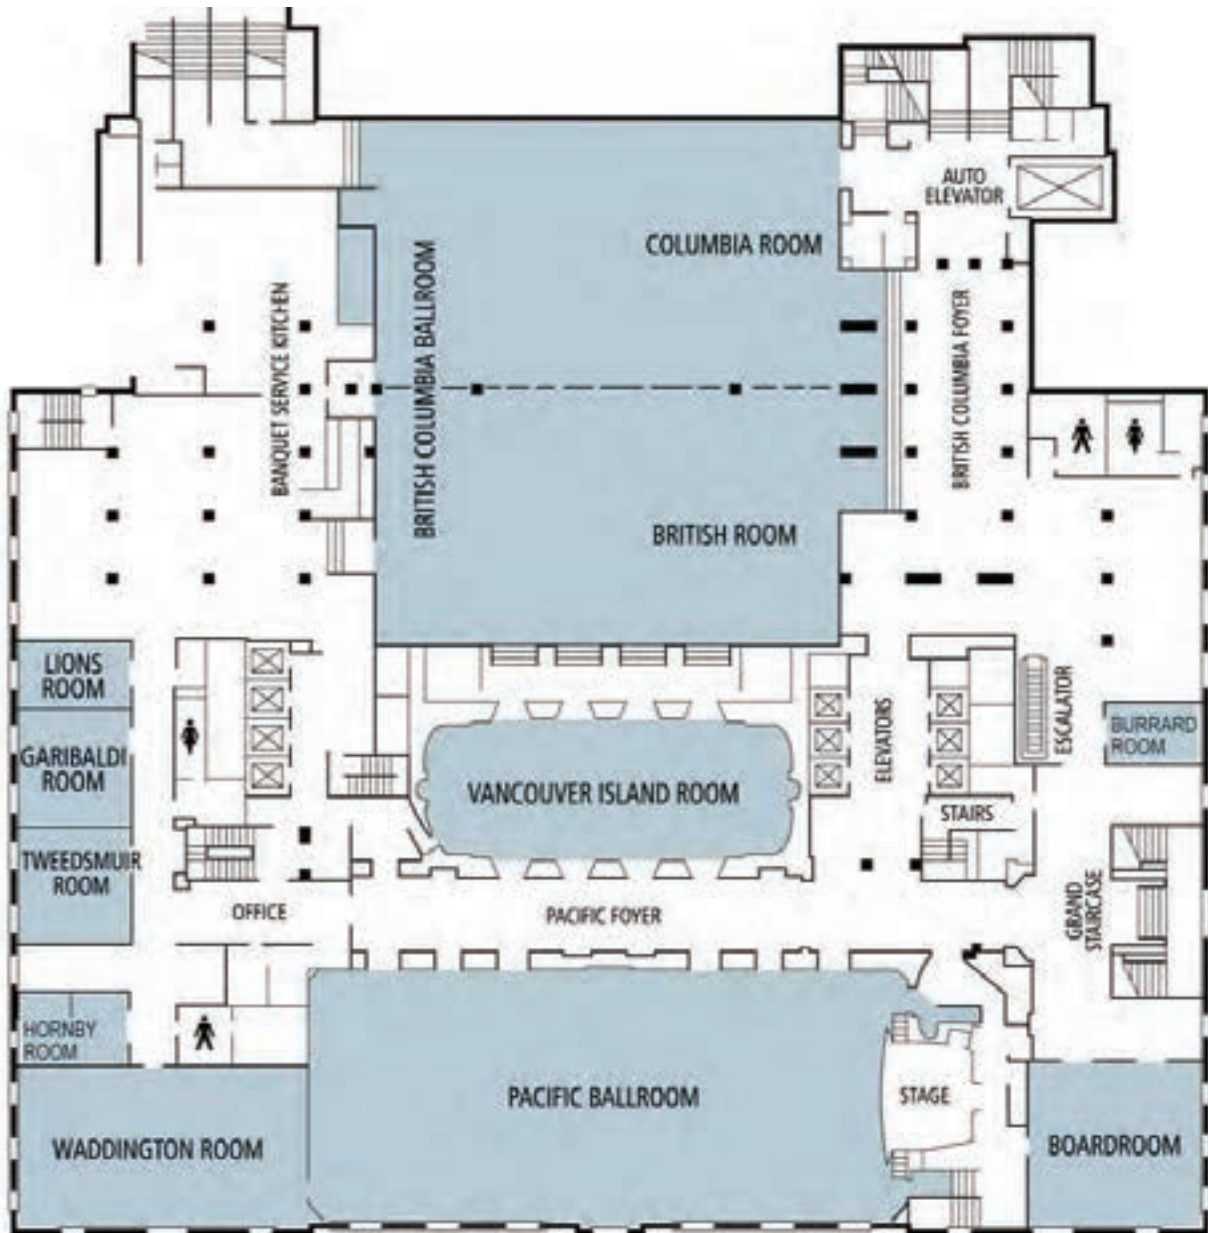 AUTO
ELEVATOR
COLUMBIA ROOM
BRITISH COLUMBIA BALLROOM
BANQUET SERVICE KITCHEN
BRITISH COLUMBIA FOYER
BRITISH ROOM
LIONS
ROOM
GARIBALDI
ROOM
TWEEDSMUIR
ROOM
ELEVATORS
ESCALATOR
BURRARD
ROOM
VANCOUVER ISLAND ROOM
STAIRS
GRAND
STAIRCASE
OFFICE
PACIFIC FOYER
HORNBY
ROOM
PACIFIC BALLROOM
STAGE
WADDINGTON ROOM
BOARDROOM